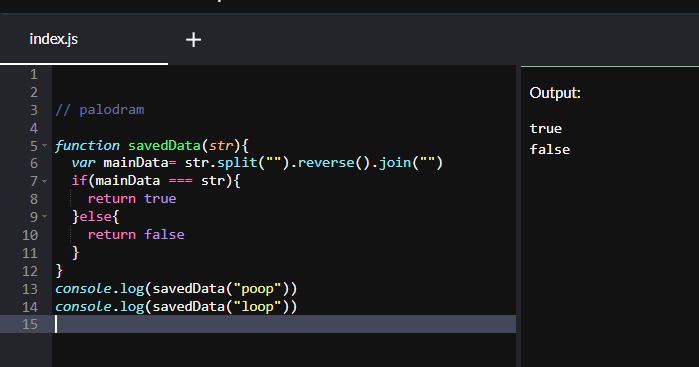 index.js +
Output:
1
2
3 // palodram
4
5 function savedData(str){
6 var mainData= str.split("").reverse().join("")
7 if(mainData === str){
8 return true
9 }else{
10 return false
11 }
12 }
13 console.log(savedData("poop"))
14 console.log(savedData("loop"))
15
true
false